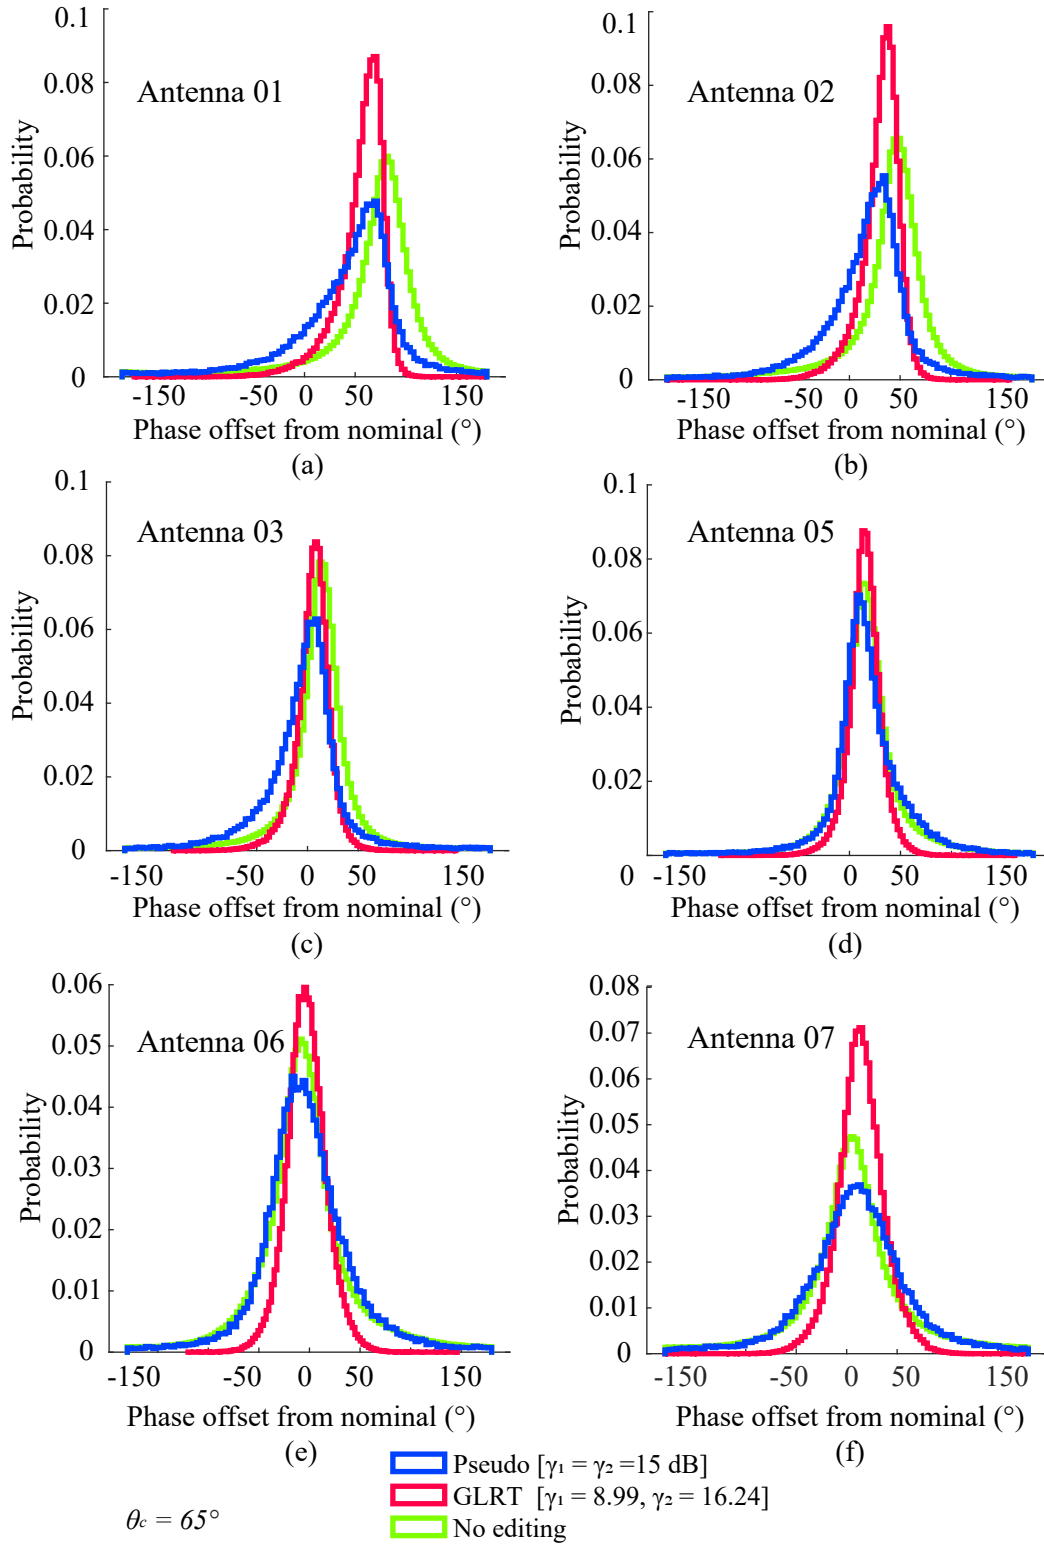 0.1
0.08
0.06
0.04
0.02
0
Probability
Antenna 01
-150 -50 0 50 150
Phase offset from nominal (°)
(a)
0.1
0.08
0.06
0.04
0.02
0
Probability
Antenna 02
-150 -50 0 50 150
Phase offset from nominal (°)
(b)
0.1
0.08
0.06
0.04
0.02
0
Probability
Antenna 03
-150 -50 0 50 150
Phase offset from nominal (°)
(c)
0.1
0.08
0.06
0.04
0.02
0
Probability
Antenna 05
-150 -50 0 50 150
Phase offset from nominal (°)
(d)
0.06
0.05
0.04
0.03
0.02
0.01
0
Probability
Antenna 06
-150 -50 0 50 150
Phase offset from nominal (°)
(e)
0.08
0.07
0.06
0.05
0.04
0.03
0.02
0.01
0
Probability
Antenna 07
-150 -50 0 50 150
Phase offset from nominal (°)
(f)
Pseudo [γ₁ = γ₂ =15 dB]
GLRT [γ₁ = 8.99, γ₂ = 16.24]
No editing
θc = 65°